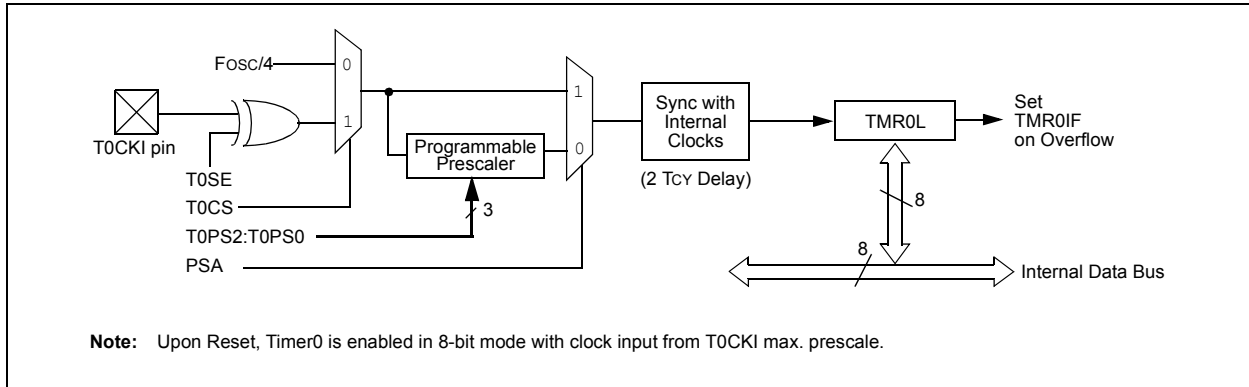 FOSC/4
0
1
T0CKI pin
T0SE
T0CS
T0PS2:T0PS0
PSA
Programmable
Prescaler
3
1
0
Sync with
Internal
Clocks
(2 TCY Delay)
TMR0L
Set
TMR0IF
on Overflow
8
8
Internal Data Bus
Note: Upon Reset, Timer0 is enabled in 8-bit mode with clock input from T0CKI max. prescale.